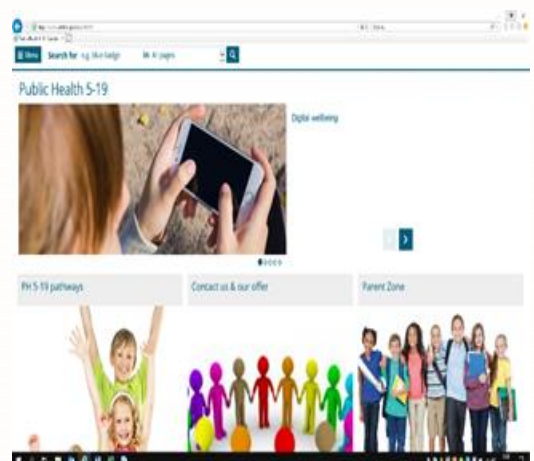 Menu Search for e.g. blue badge in All pages
Public Health 5-19
Digital wellbeing
PH 5-19 pathways
Contact us & our offer
Parent Zone